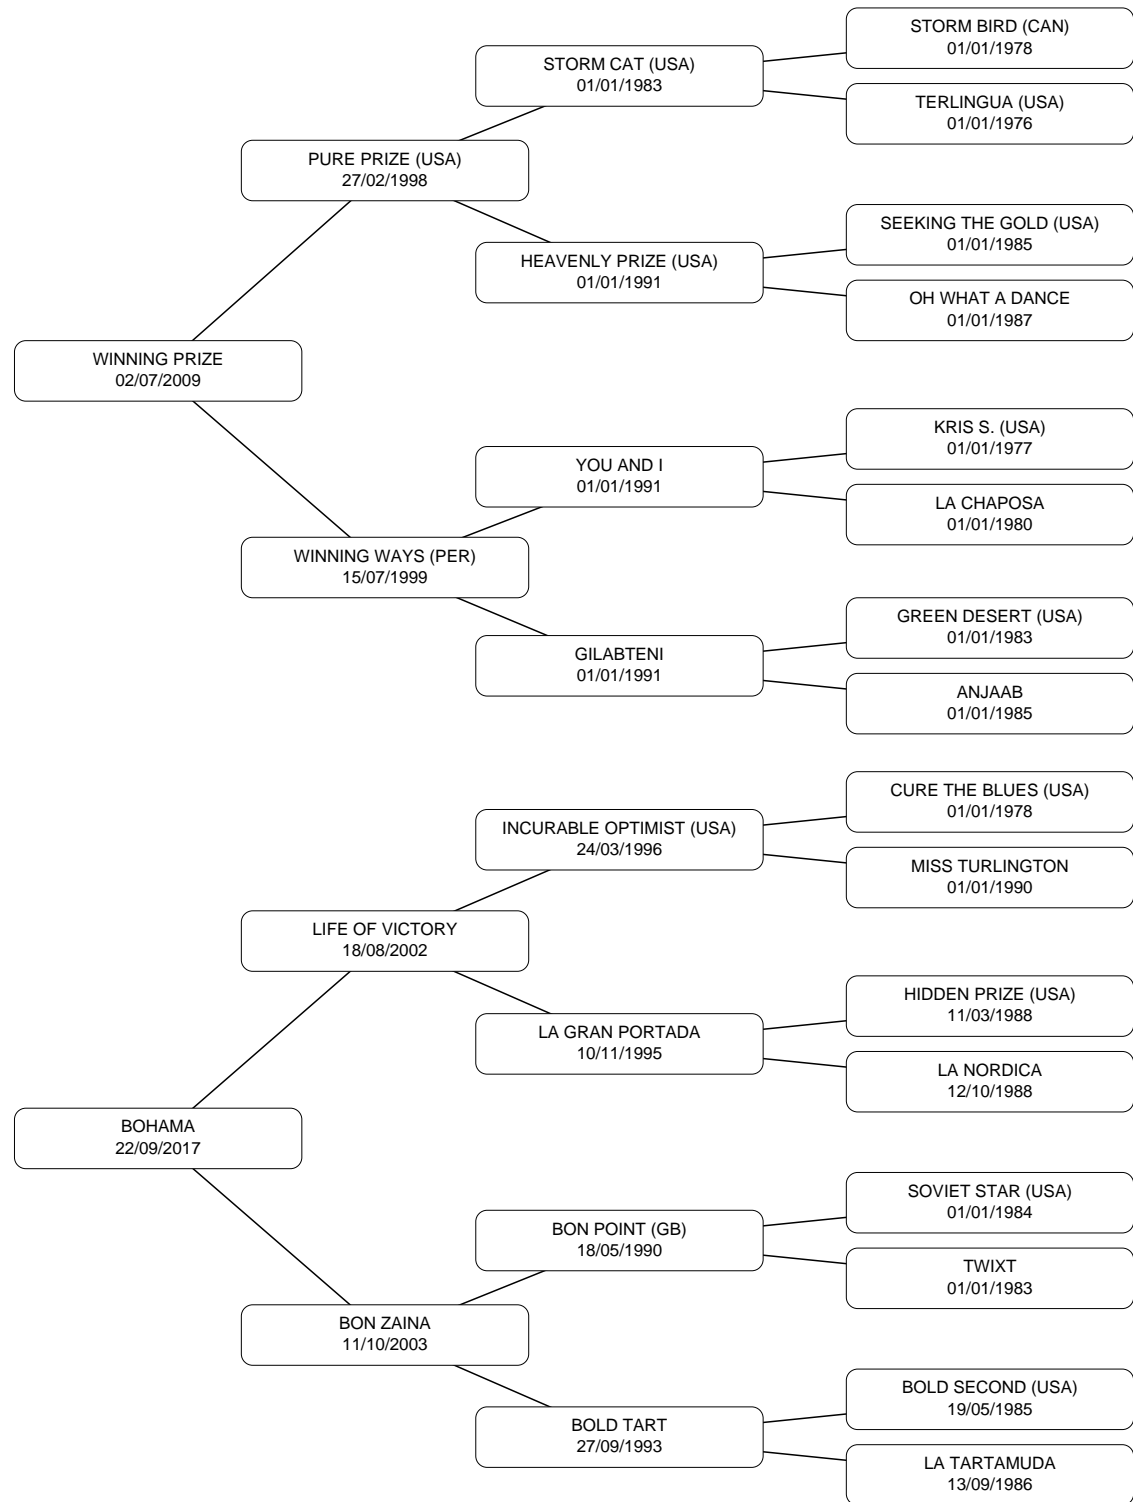 STORM BIRD (CAN)
01/01/1978
STORM CAT (USA)
01/01/1983
TERLINGUA (USA)
01/01/1976
PURE PRIZE (USA)
27/02/1998
SEEKING THE GOLD (USA)
01/01/1985
HEAVENLY PRIZE (USA)
01/01/1991
OH WHAT A DANCE
01/01/1987
WINNING PRIZE
02/07/2009
KRIS S. (USA)
01/01/1977
YOU AND I
01/01/1991
LA CHAPOSA
01/01/1980
WINNING WAYS (PER)
15/07/1999
GREEN DESERT (USA)
01/01/1983
GILABTENI
01/01/1991
ANJAAB
01/01/1985
CURE THE BLUES (USA)
01/01/1978
INCURABLE OPTIMIST (USA)
24/03/1996
MISS TURLINGTON
01/01/1990
LIFE OF VICTORY
18/08/2002
HIDDEN PRIZE (USA)
11/03/1988
LA GRAN PORTADA
10/11/1995
LA NORDICA
12/10/1988
BOHAMA
22/09/2017
SOVIET STAR (USA)
01/01/1984
BON POINT (GB)
18/05/1990
TWIXT
01/01/1983
BON ZAINA
11/10/2003
BOLD SECOND (USA)
19/05/1985
BOLD TART
27/09/1993
LA TARTAMUDA
13/09/1986